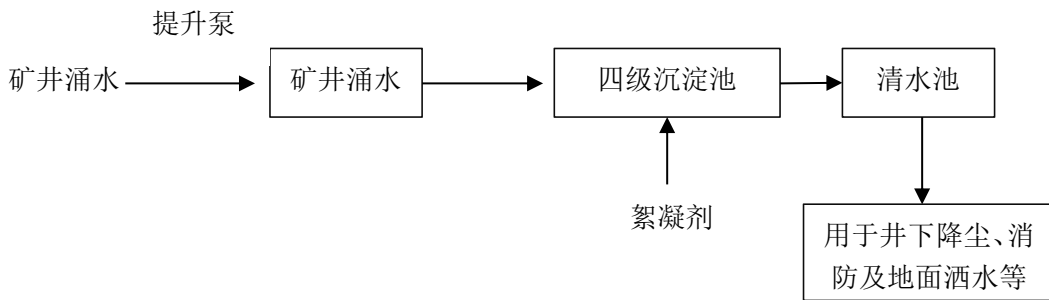 提升泵
矿井涌水
矿井涌水
四级沉淀池
清水池
絮凝剂
用于井下降尘、消
防及地面洒水等